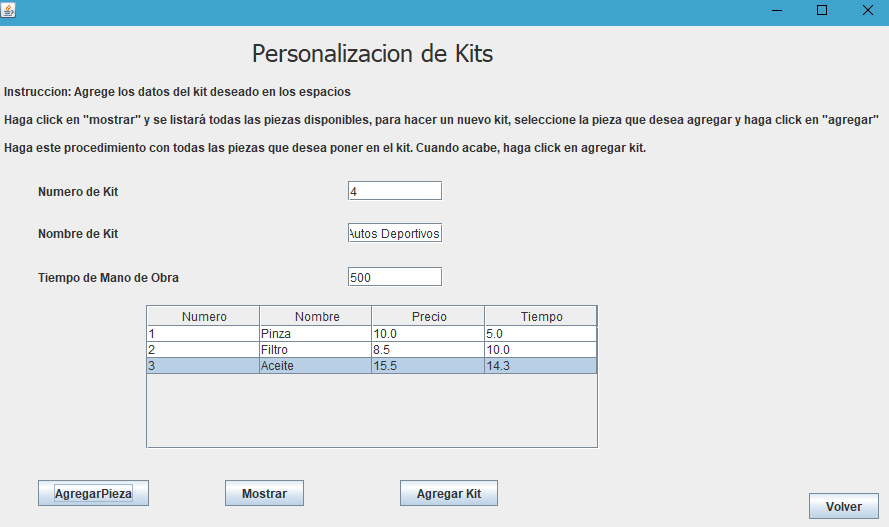 Personalizacion de Kits
Instruccion: Agrege los datos del kit deseado en los espacios
Haga click en "mostrar" y se listará todas las piezas disponibles, para hacer un nuevo kit, seleccione la pieza que desea agregar y haga click en "agregar"
Haga este procedimiento con todas las piezas que desea poner en el kit. Cuando acabe, haga click en agregar kit.
Numero de Kit 4
Nombre de Kit Autos Deportivos
Tiempo de Mano de Obra 500
Numero Nombre Precio Tiempo
1 Pinza 10.0 5.0
2 Filtro 8.5 10.0
3 Aceite 15.5 14.3
AgregarPieza Mostrar Agregar Kit
Volver